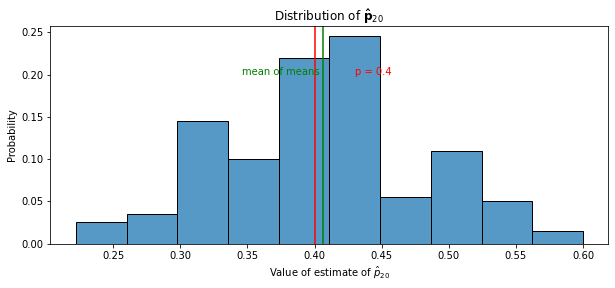 Distribution of p̂₂₀
0.25
0.20
0.15
0.10
0.05
0.00
Probability
mean of means
p = 0.4
0.25 0.30 0.35 0.40 0.45 0.50 0.55 0.60
Value of estimate of p̂₂₀